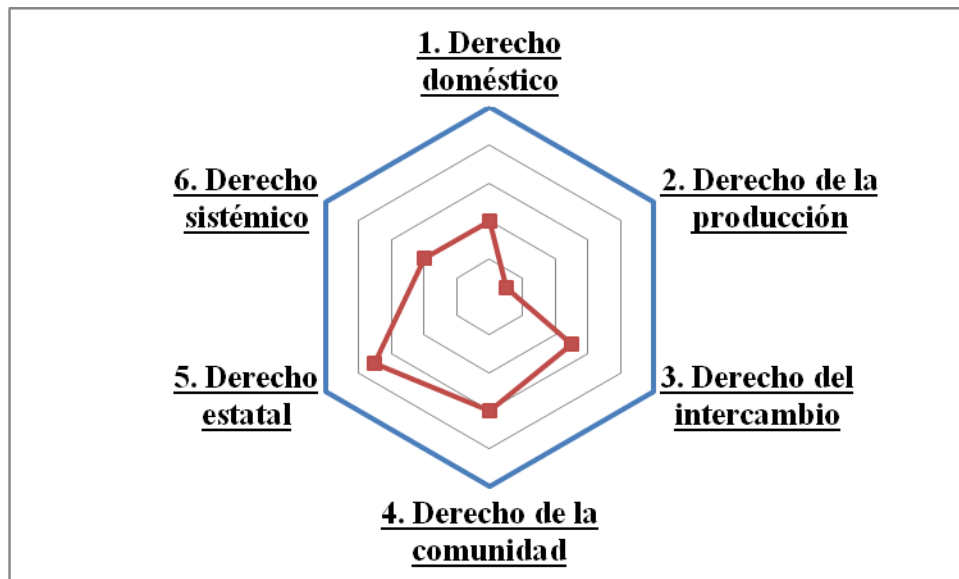 1. Derecho
doméstico
2. Derecho de la
producción
3. Derecho del
intercambio
4. Derecho de la
comunidad
5. Derecho
estatal
6. Derecho
sistémico